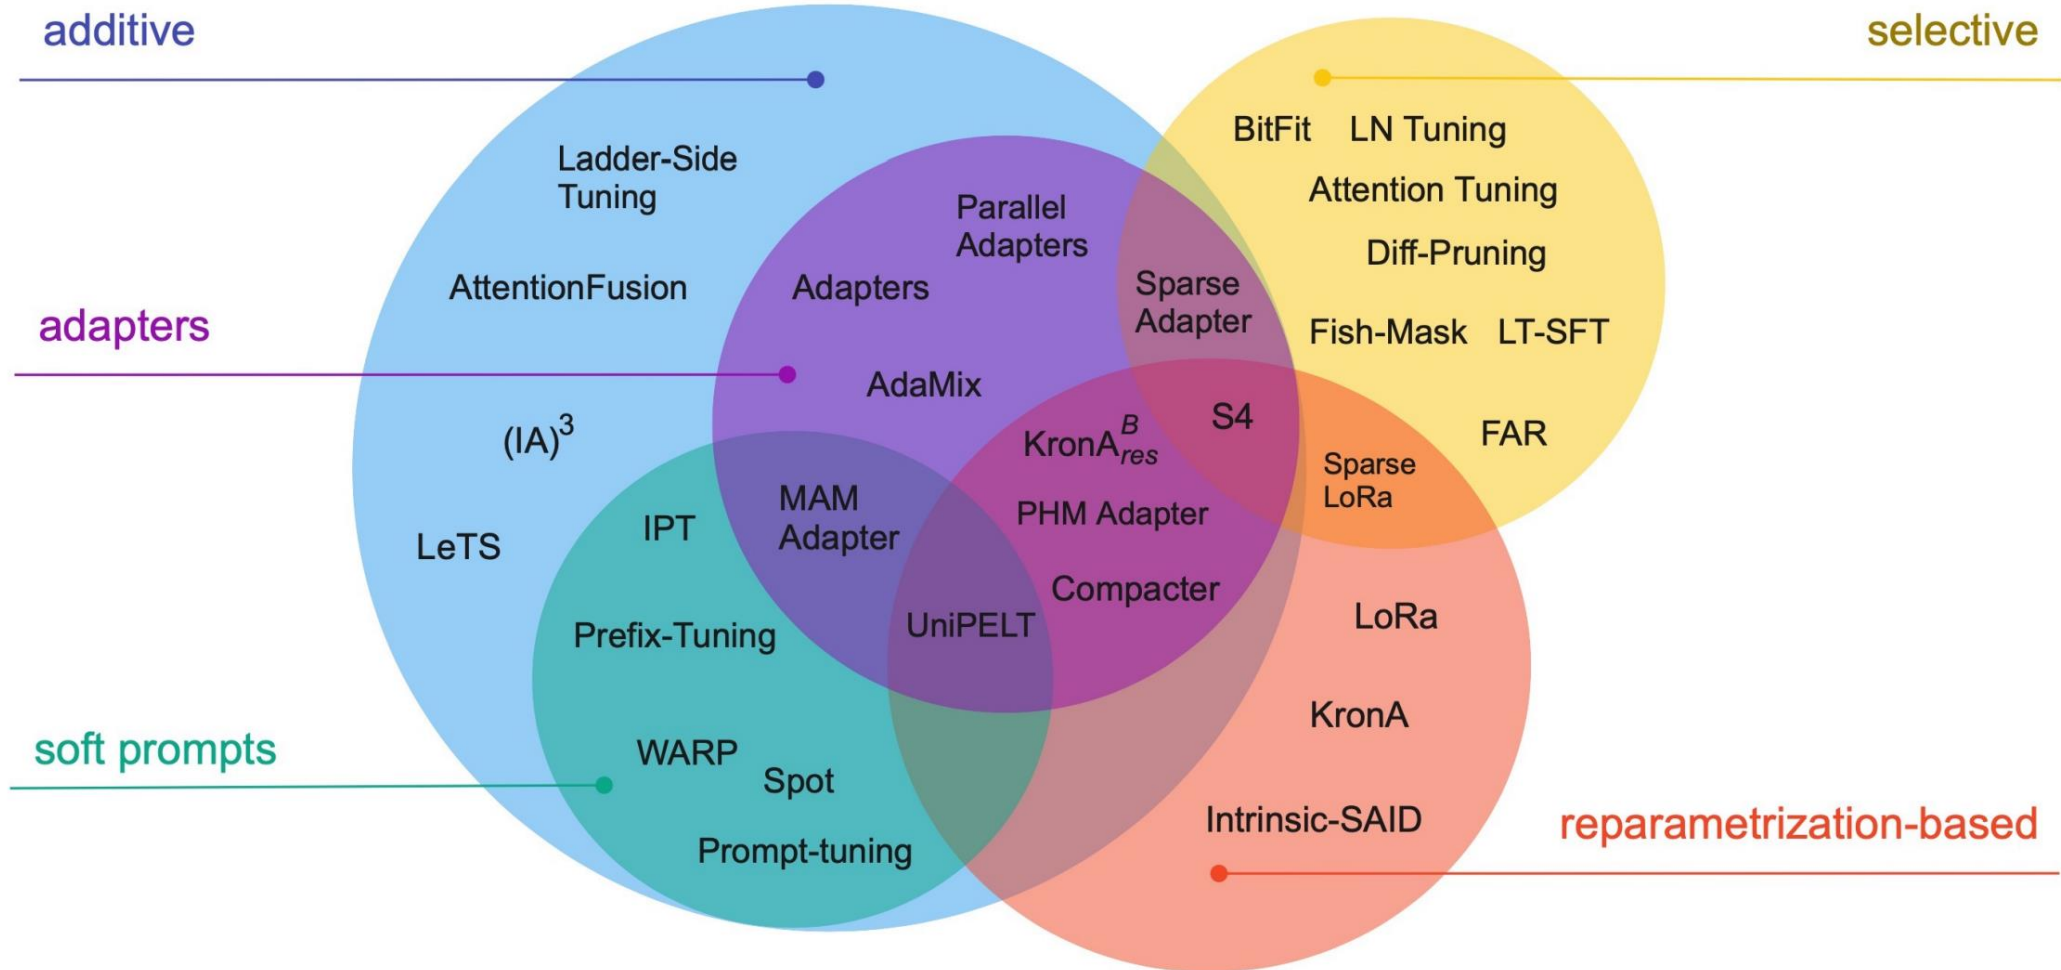 additive
selective
BitFit LN Tuning
Ladder-Side
Tuning
Attention Tuning
Parallel
Adapters
Diff-Pruning
AttentionFusion
Adapters
Sparse
Adapter
adapters
Fish-Mask LT-SFT
AdaMix
(IA)³
KronA^B_res
S4
FAR
Sparse
LoRa
MAM
Adapter
IPT
PHM Adapter
LeTS
Compacter
UniPELT
LoRa
Prefix-Tuning
KronA
soft prompts
WARP
Spot
Intrinsic-SAID
reparametrization-based
Prompt-tuning